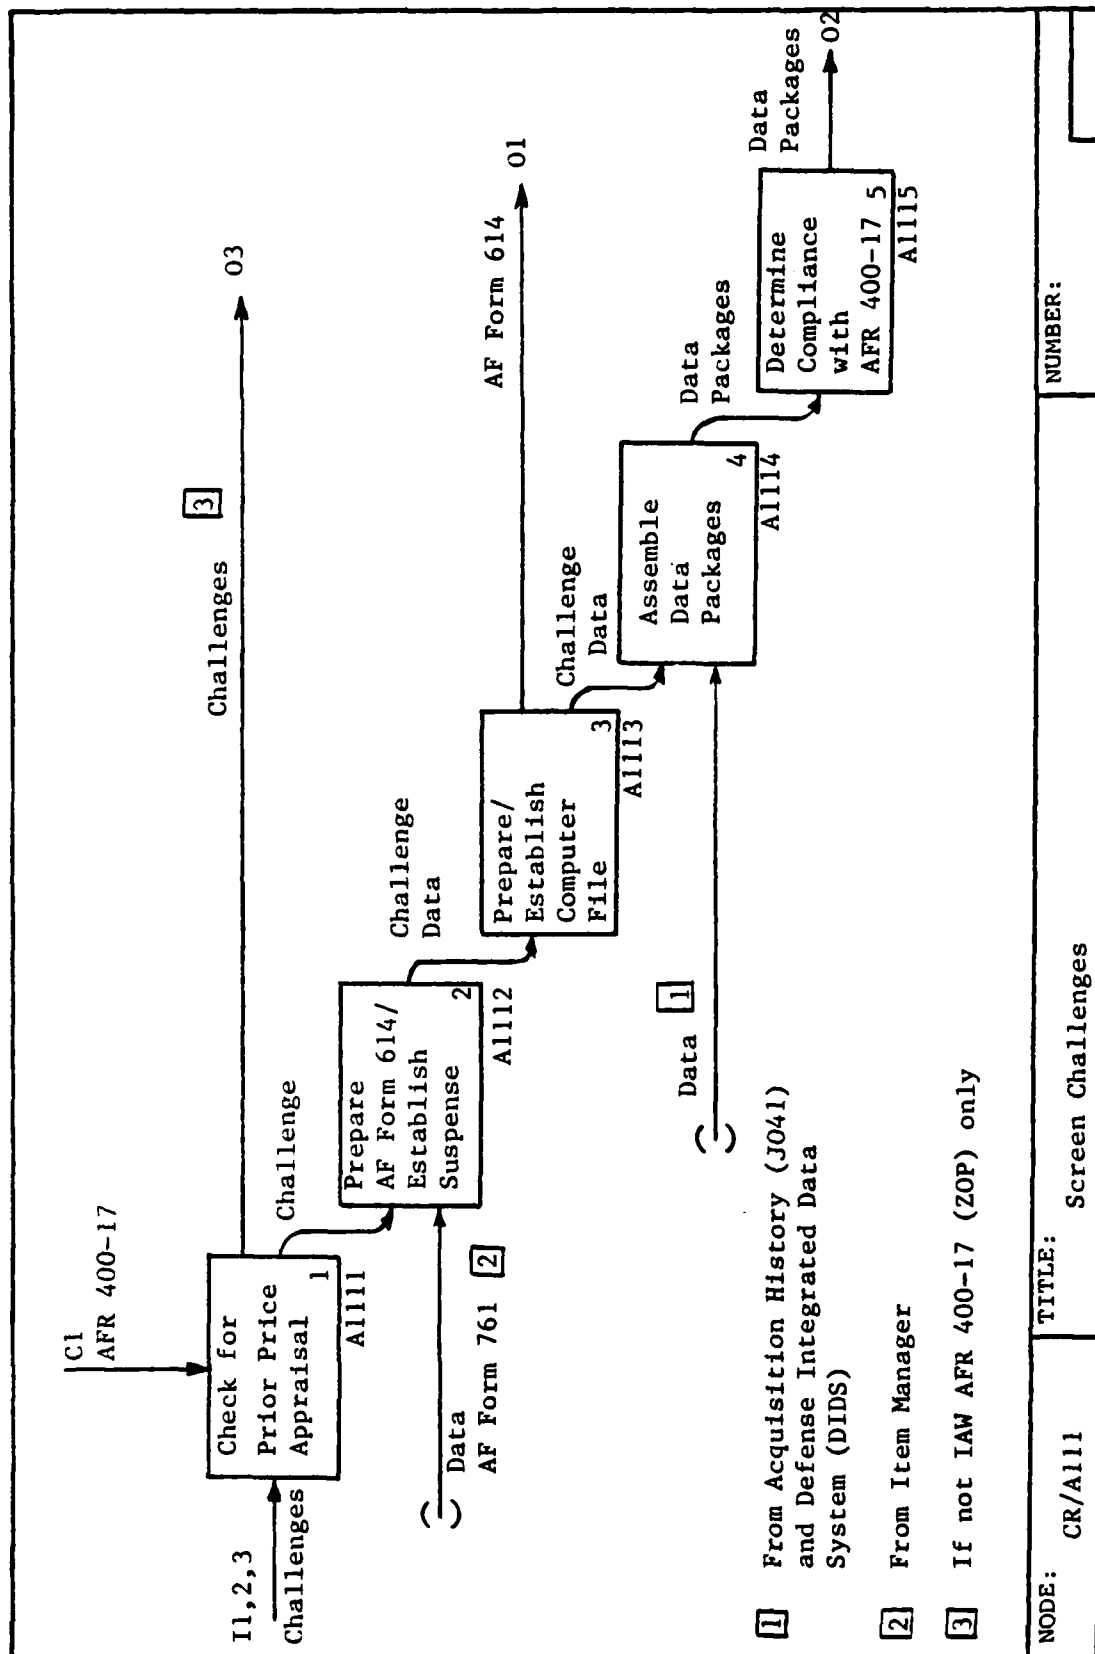 C1
AFR 400-17
I1,2,3
Challenges
Check for
Prior Price
Appraisal
1
A1111
Challenges
3
O3
Challenge
Data
AF Form 761
2
Prepare
AF Form 614/
Establish
Suspense
2
A1112
Challenge
Data
Prepare/
Establish
Computer
File
3
A1113
AF Form 614
O1
Challenge
Data
Data
1
Assemble
Data
Packages
4
A1114
Data
Packages
Determine
Compliance
with
AFR 400-17
5
A1115
Data
Packages
O2
1 From Acquisition History (J041)
and Defense Integrated Data
System (DIDS)
2 From Item Manager
3 If not IAW AFR 400-17 (ZOP) only
NODE:
CR/A111
TITLE:
Screen Challenges
NUMBER: